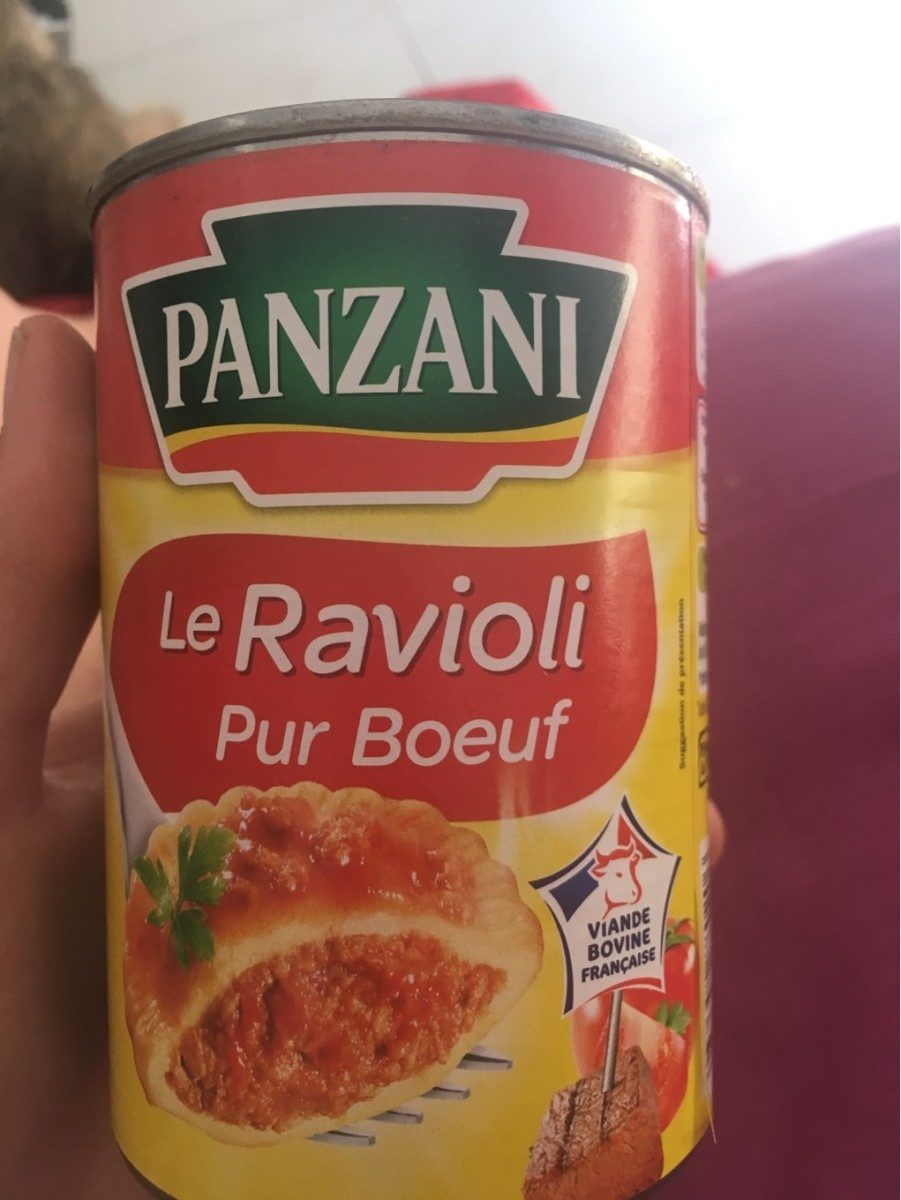 PANZANI
Le Ravioli
Pur Boeuf
Suggestion de présentation
VIANDE
BOVINE
FRANÇAISE